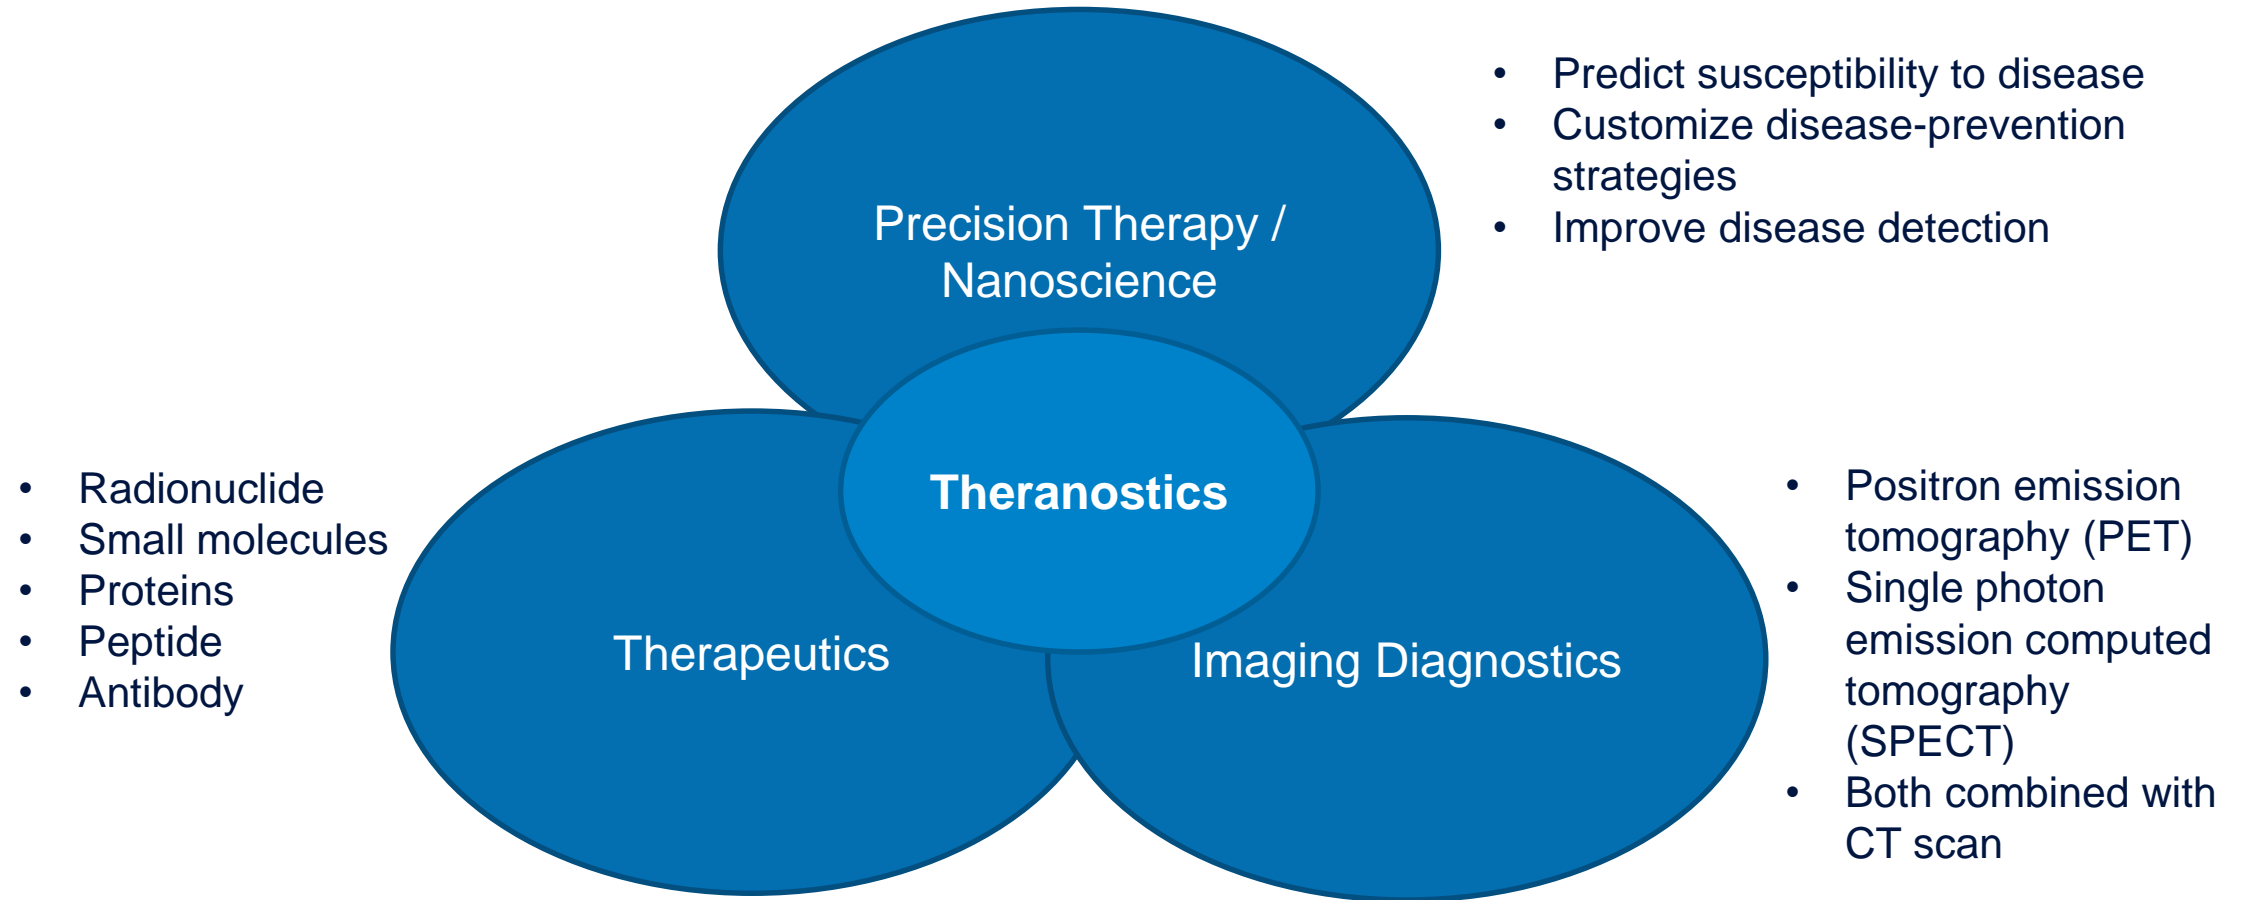 Precision Therapy /
Nanoscience
• Predict susceptibility to disease
• Customize disease-prevention
strategies
• Improve disease detection
Theranostics
• Radionuclide
• Small molecules
• Proteins
• Peptide
• Antibody
Therapeutics
Imaging Diagnostics
• Positron emission
tomography (PET)
• Single photon
emission computed
tomography
(SPECT)
• Both combined with
CT scan